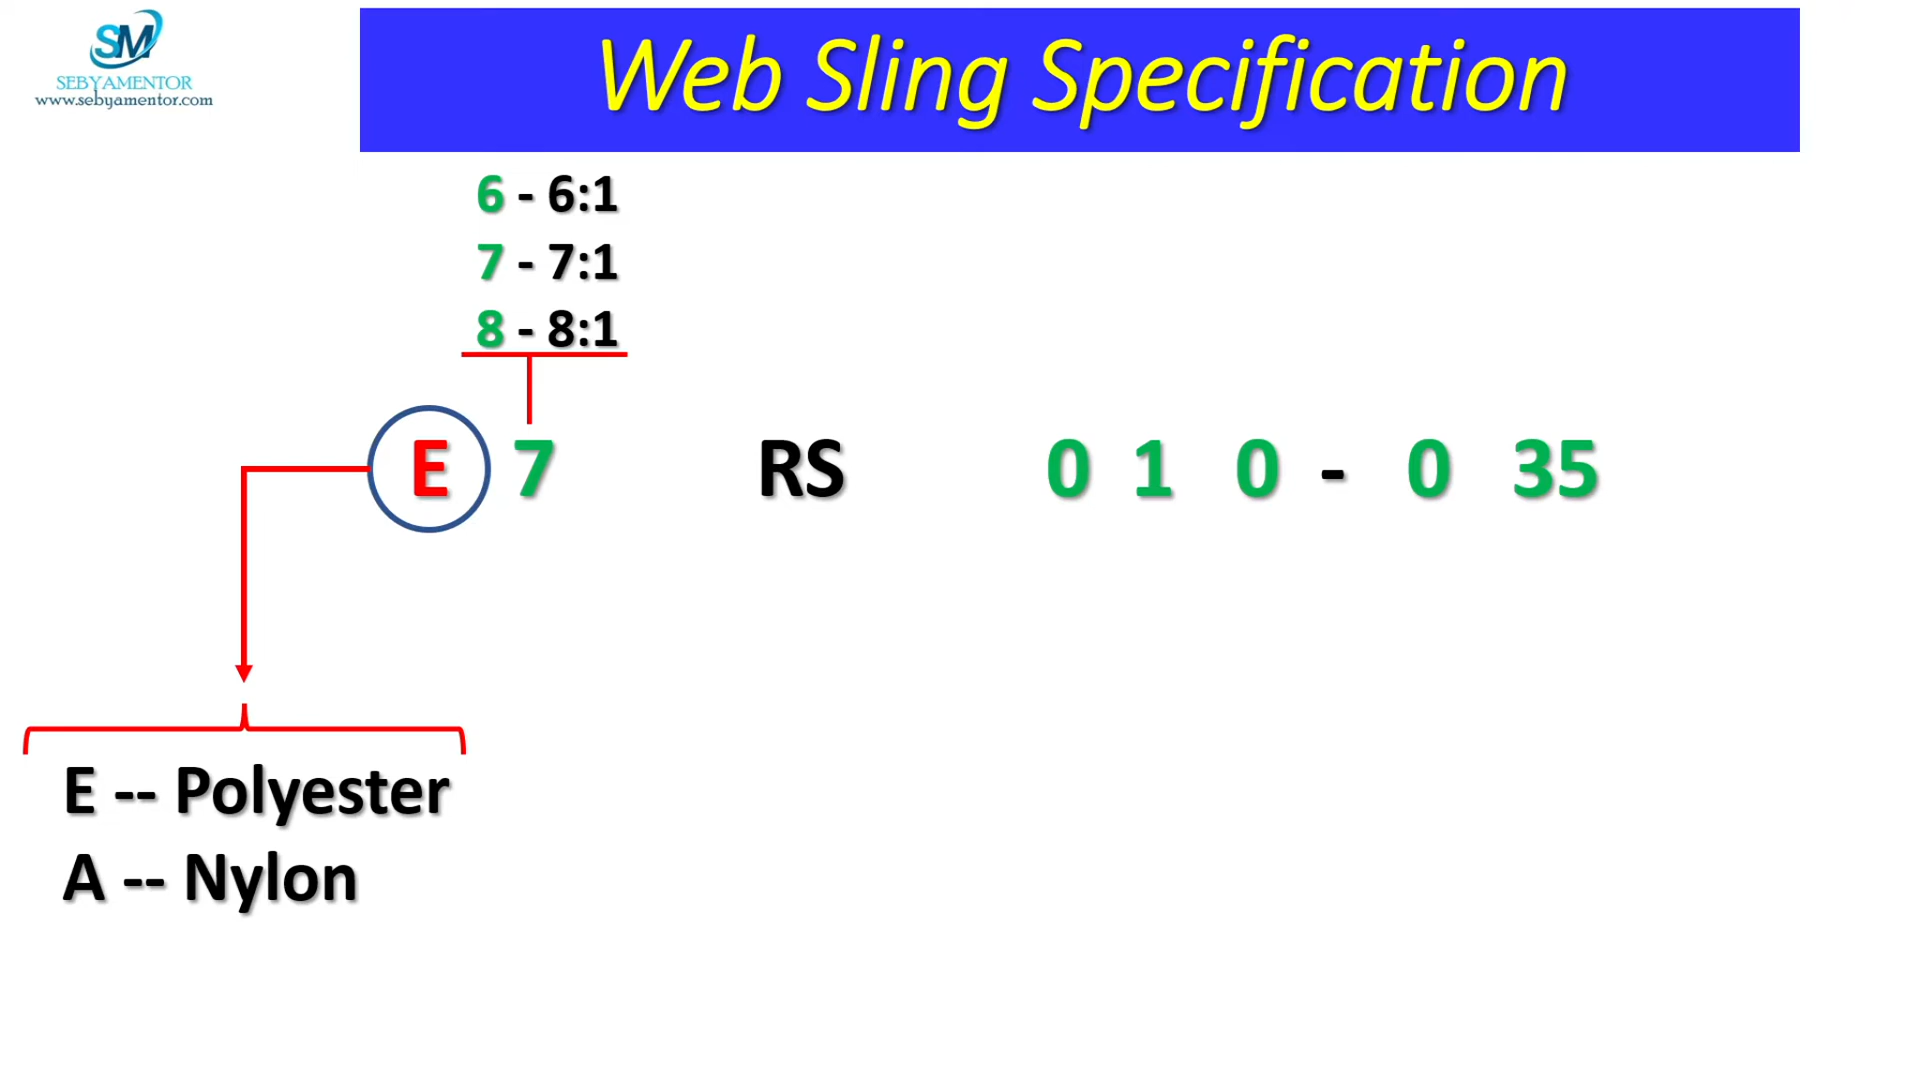 SM
SEBYAMENTOR
www.sebyamentor.com
Web Sling Specification
6 - 6:1
7 - 7:1
8 - 8:1
E 7 RS 0 1 0 - 0 35
E -- Polyester
A -- Nylon